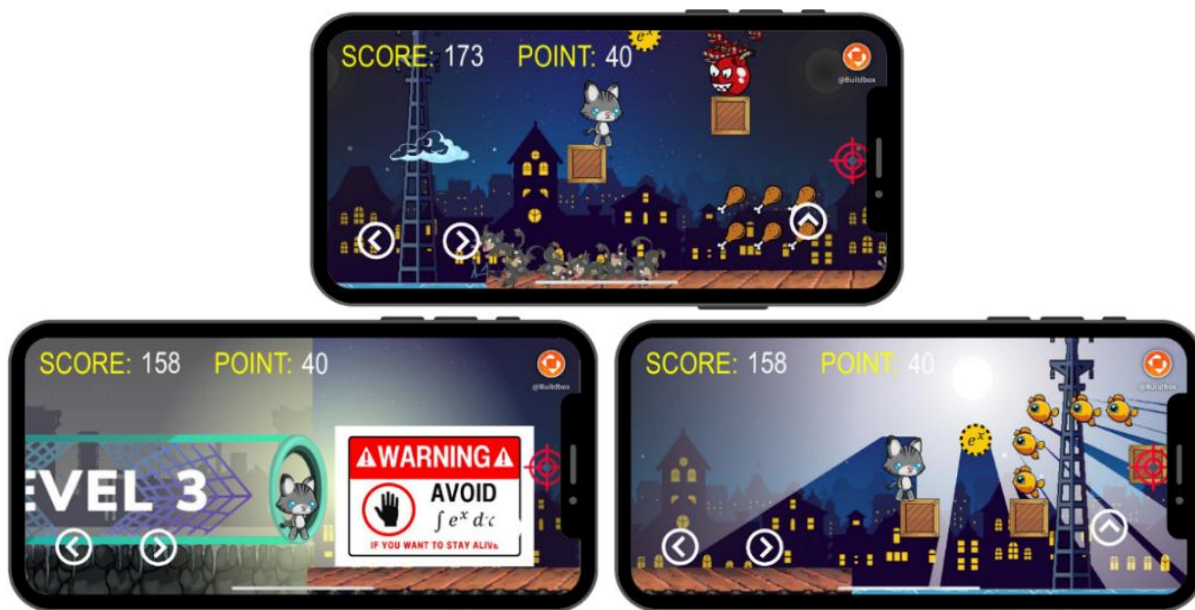 SCORE: 173 POINT: 40
e^x
@Buildbox
SCORE: 158 POINT: 40
@Buildbox
EVEL 3
WARNING
AVOID
∫ e^x dx
IF YOU WANT TO STAY ALIVE
SCORE: 158 POINT: 40
@Buildbox
e^x